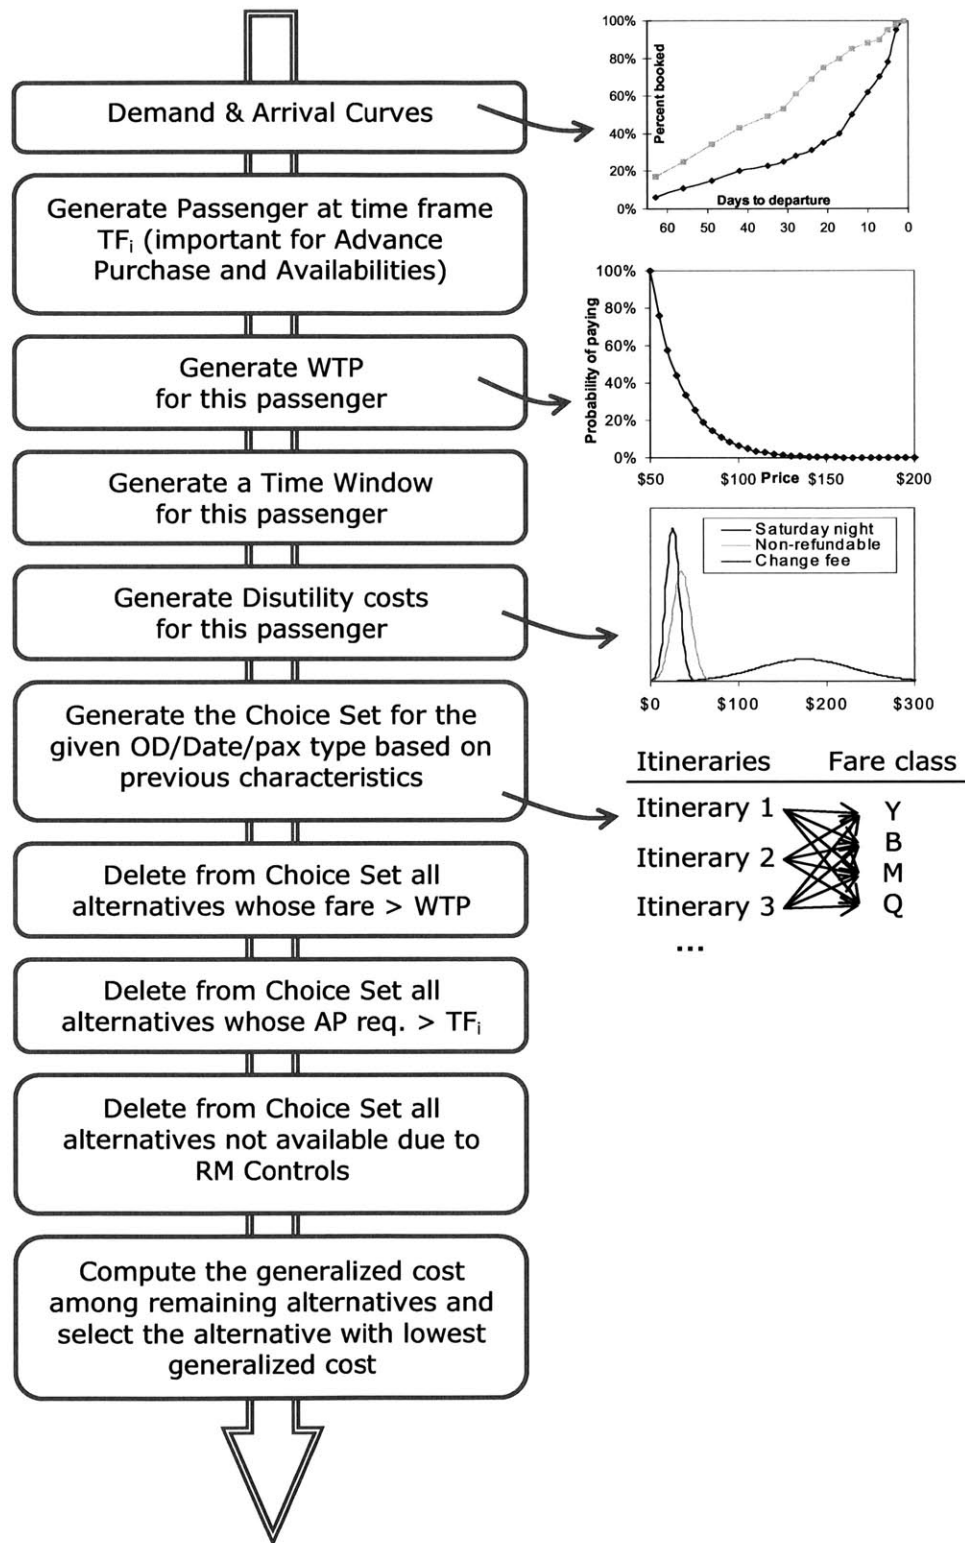 Demand & Arrival Curves
Generate Passenger at time frame
TFi (important for Advance
Purchase and Availabilities)
Generate WTP
for this passenger
Generate a Time Window
for this passenger
Generate Disutility costs
for this passenger
Generate the Choice Set for the
given OD/Date/pax type based on
previous characteristics
Delete from Choice Set all
alternatives whose fare > WTP
Delete from Choice Set all
alternatives whose AP req. > TFi
Delete from Choice Set all
alternatives not available due to
RM Controls
Compute the generalized cost
among remaining alternatives and
select the alternative with lowest
generalized cost
100%
80%
60%
40%
20%
0%
Percent booked
Days to departure
60 50 40 30 20 10 0
100%
80%
60%
40%
20%
0%
Probability of paying
$50 $100 Price $150 $200
Saturday night
Non-refundable
Change fee
$0 $100 $200 $300
Itineraries Fare class
Itinerary 1 Y
B
Itinerary 2
M
Itinerary 3 Q
...